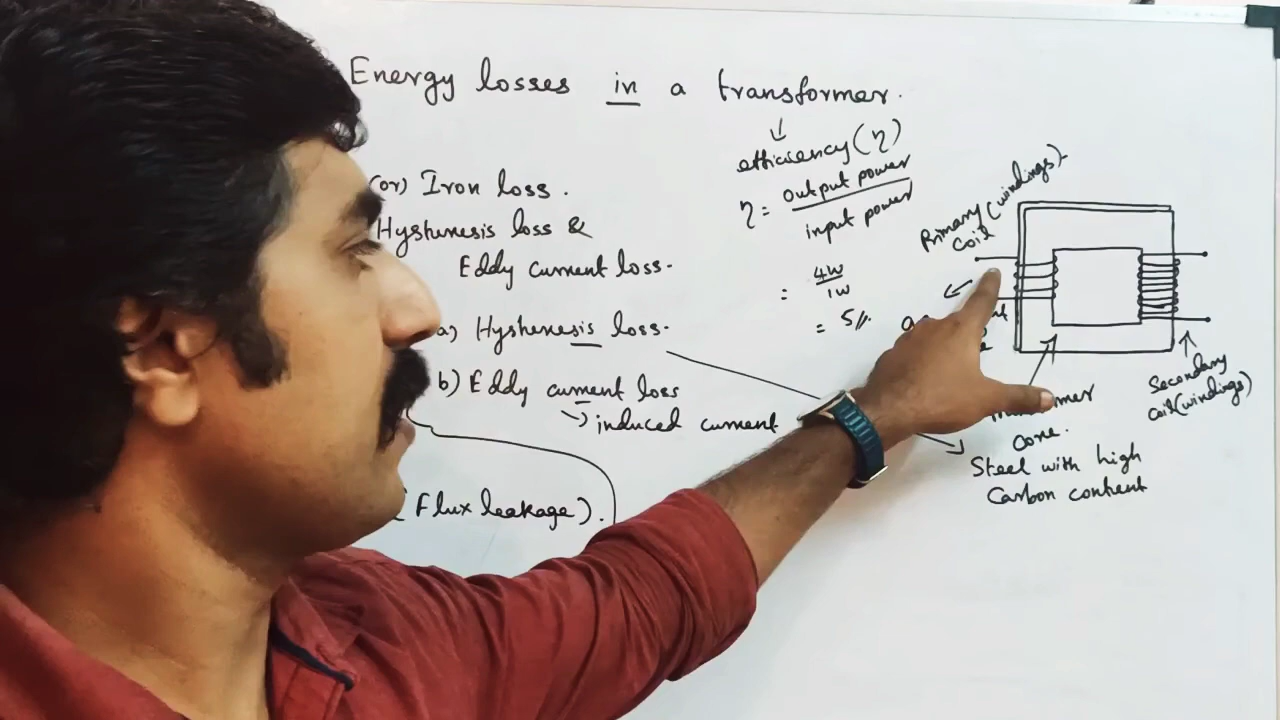 Energy losses in a transformer.
(or) Iron loss.
Hysteresis loss &
Eddy current loss.
a) Hysteresis loss.
b) Eddy current loss
induced current
(Flux leakage).
efficiency (η)
η = output power
input power
= 4W
1W
= 5//.
Primary
coil (windings)
Secondary
coil (windings)
core.
Steel with high
Carbon content